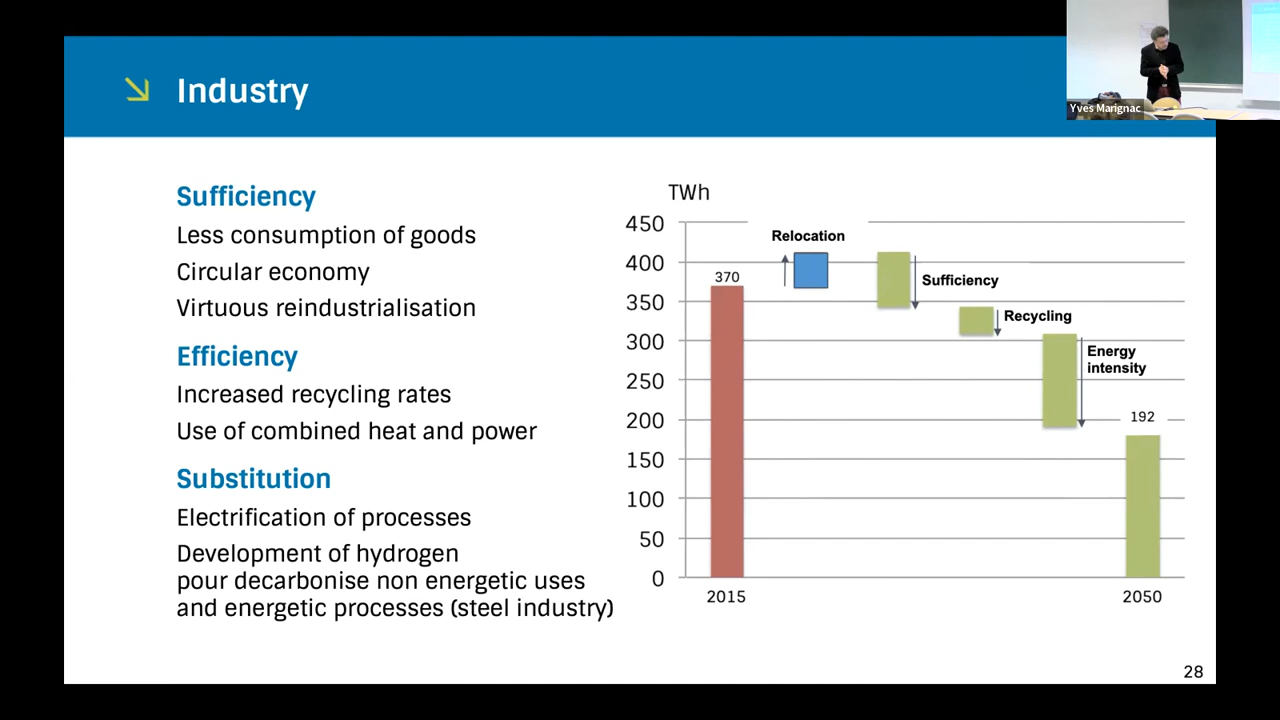 Industry
Yves Marignac
Sufficiency
Less consumption of goods
Circular economy
Virtuous reindustrialisation
Efficiency
Increased recycling rates
Use of combined heat and power
Substitution
Electrification of processes
Development of hydrogen
pour decarbonise non energetic uses
and energetic processes (steel industry)
TWh
450
400
350
300
250
200
150
100
50
0
370
Relocation
Sufficiency
Recycling
Energy
intensity
192
2015
2050
28